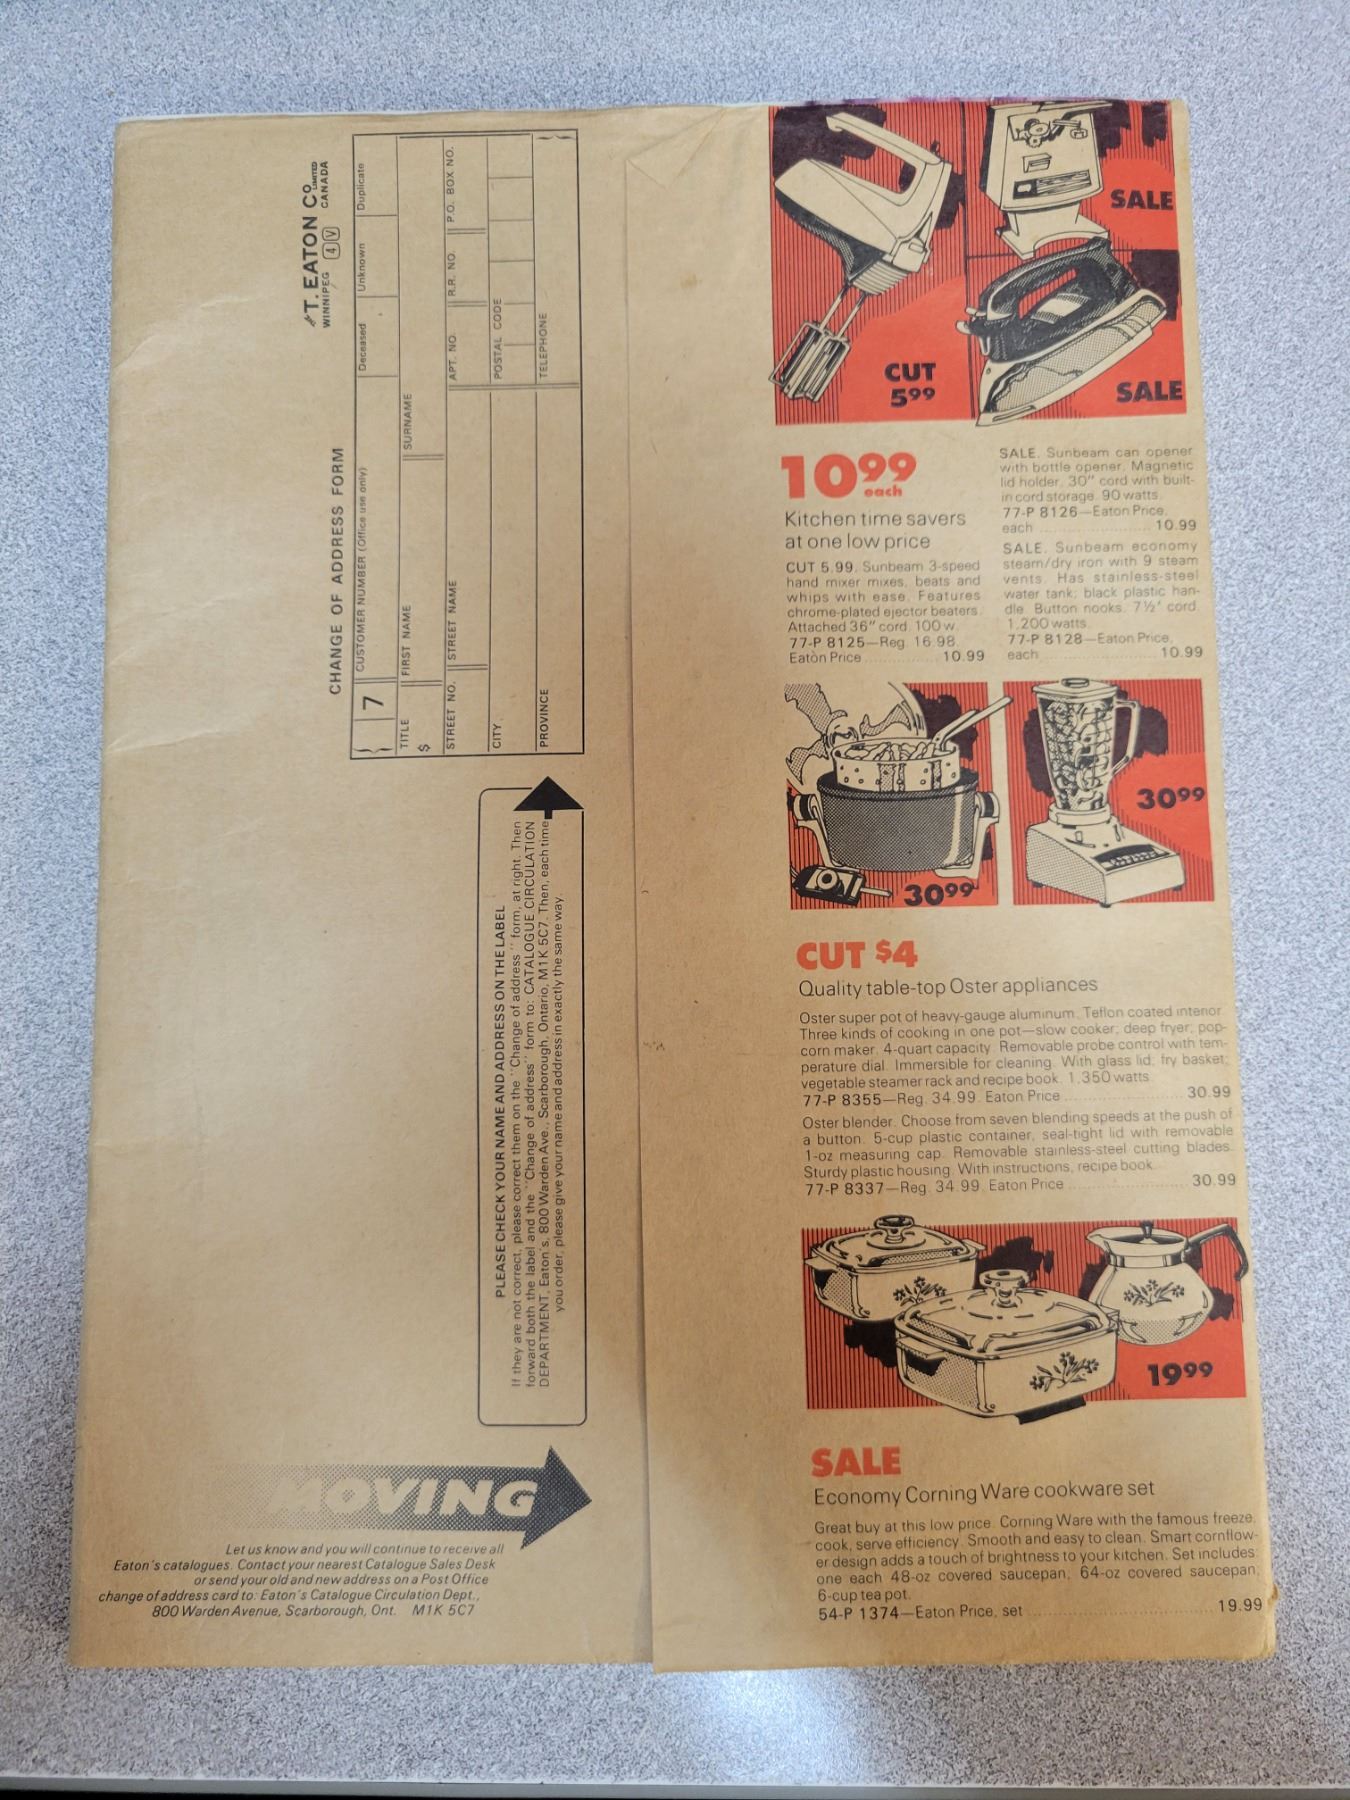 T. EATON CO. LIMITED
WINNIPEG 4 V CANADA
CHANGE OF ADDRESS FORM
7
CUSTOMER NUMBER (Office use only)
Deceased
Unknown
Duplicate
TITLE
FIRST NAME
SURNAME
$
STREET NO.
STREET NAME
APT. NO.
R.R. NO.
P.O. BOX NO.
CITY
POSTAL CODE
PROVINCE
TELEPHONE
PLEASE CHECK YOUR NAME AND ADDRESS ON THE LABEL
If they are not correct, please correct them on the "Change of address" form, at right. Then
forward both the label and the "Change of address" form to: CATALOGUE CIRCULATION
DEPARTMENT, Eaton's, 800 Warden Ave., Scarborough, Ontario, M1K 5C7. Then, each time
you order, please give your name and address in exactly the same way.
MOVING
Let us know and you will continue to receive all
Eaton's catalogues. Contact your nearest Catalogue Sales Desk
or send your old and new address on a Post Office
change of address card to: Eaton's Catalogue Circulation Dept.,
800 Warden Avenue, Scarborough, Ont. M1K 5C7
SALE
CUT
5⁹⁹
SALE
10⁹⁹
each
Kitchen time savers
at one low price
CUT 5.99. Sunbeam 3-speed
hand mixer mixes, beats and
whips with ease. Features
chrome-plated ejector beaters.
Attached 36" cord. 100 w.
77-P 8125—Reg. 16.98.
Eaton Price ............ 10.99
SALE. Sunbeam can opener
with bottle opener. Magnetic
lid holder. 30" cord with built-
in cord storage. 90 watts.
77-P 8126—Eaton Price,
each ............ 10.99
SALE. Sunbeam economy
steam/dry iron with 9 steam
vents. Has stainless-steel
water tank; black plastic han-
dle. Button nooks. 7½' cord.
1,200 watts.
77-P 8128—Eaton Price,
each ............ 10.99
30⁹⁹
30⁹⁹
CUT $4
Quality table-top Oster appliances
Oster super pot of heavy-gauge aluminum. Teflon coated interior.
Three kinds of cooking in one pot—slow cooker; deep fryer; pop-
corn maker. 4-quart capacity. Removable probe control with tem-
perature dial. Immersible for cleaning. With glass lid; fry basket;
vegetable steamer rack and recipe book. 1,350 watts.
77-P 8355—Reg. 34.99. Eaton Price ............ 30.99
Oster blender. Choose from seven blending speeds at the push of
a button. 5-cup plastic container, seal-tight lid with removable
1-oz measuring cap. Removable stainless-steel cutting blades.
Sturdy plastic housing. With instructions, recipe book.
77-P 8337—Reg. 34.99. Eaton Price ............ 30.99
19⁹⁹
SALE
Economy Corning Ware cookware set
Great buy at this low price. Corning Ware with the famous freeze,
cook, serve efficiency. Smooth and easy to clean. Smart cornflow-
er design adds a touch of brightness to your kitchen. Set includes:
one each 48-oz covered saucepan; 64-oz covered saucepan;
6-cup tea pot.
54-P 1374—Eaton Price, set ............ 19.99